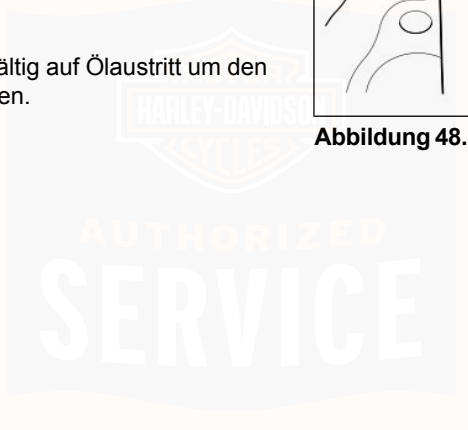 ältig auf Ölaustritt um den
en.
Abbildung 48.
HARLEY-DAVIDSON
CYCLES
AUTHORIZED
SERVICE